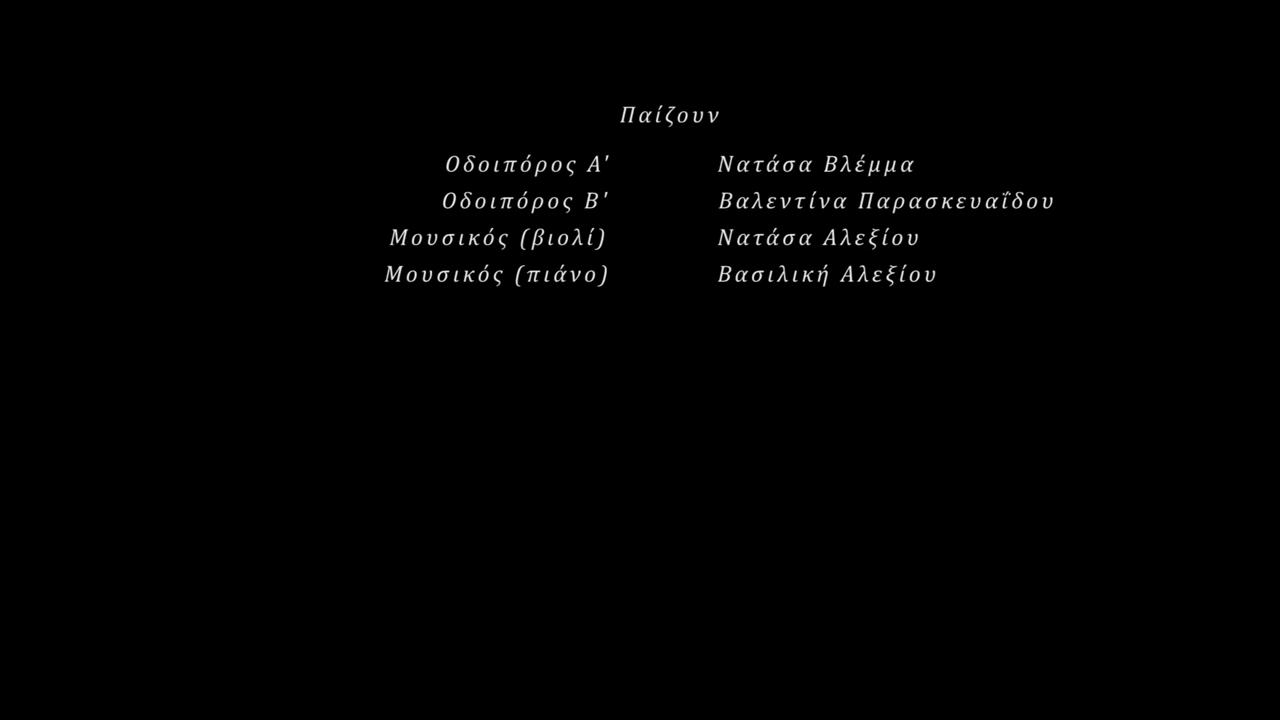 Παίζουν
Οδοιπόρος Α' Νατάσα Βλέμμα
Οδοιπόρος Β' Βαλεντίνα Παρασκευαΐδου
Μουσικός (βιολί) Νατάσα Αλεξίου
Μουσικός (πιάνο) Βασιλική Αλεξίου